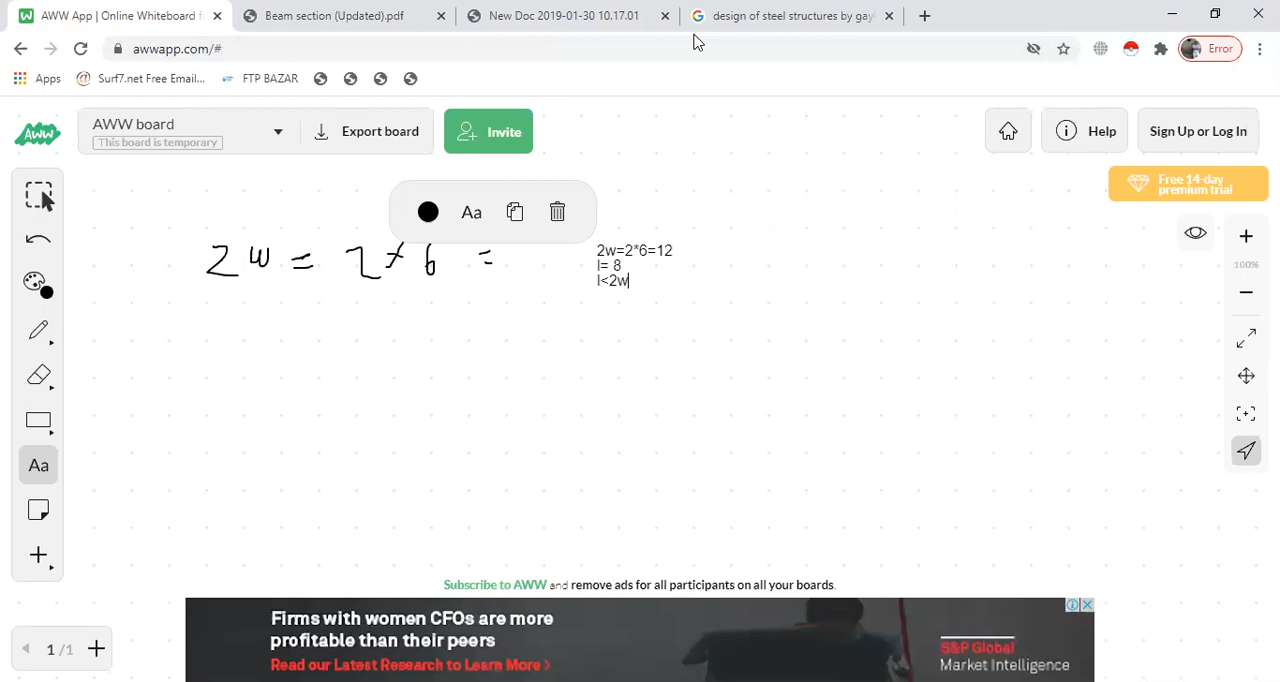 AWW App | Online Whiteboard f
Beam section (Updated).pdf
New Doc 2019-01-30 10.17.01
design of steel structures by gayl
awwapp.com/#
Error
Apps
Surf7.net Free Email...
FTP BAZAR
AWW
AWW board
This board is temporary
Export board
Invite
Help
Sign Up or Log In
Free 14-day
premium trial
Aa
2w = 2 * 6 =
2w=2*6=12
l= 8
l<2w
100%
Aa
Subscribe to AWW and remove ads for all participants on all your boards.
Firms with women CFOs are more
profitable than their peers
Read our Latest Research to Learn More >
S&P Global
Market Intelligence
1 /1